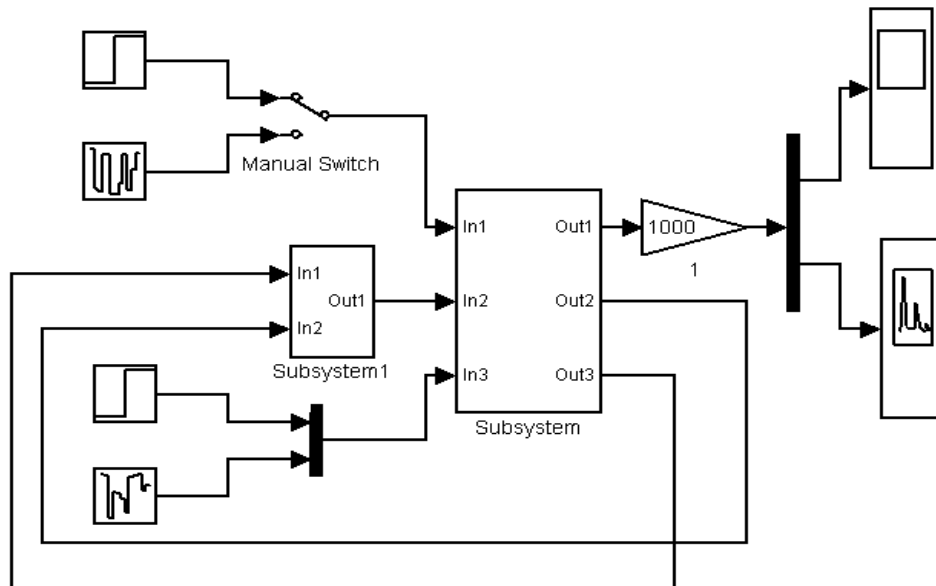 Manual Switch
In1
In2
In3
Out1
Out2
Out3
Subsystem
1000
1
In1
In2
Out1
Subsystem1